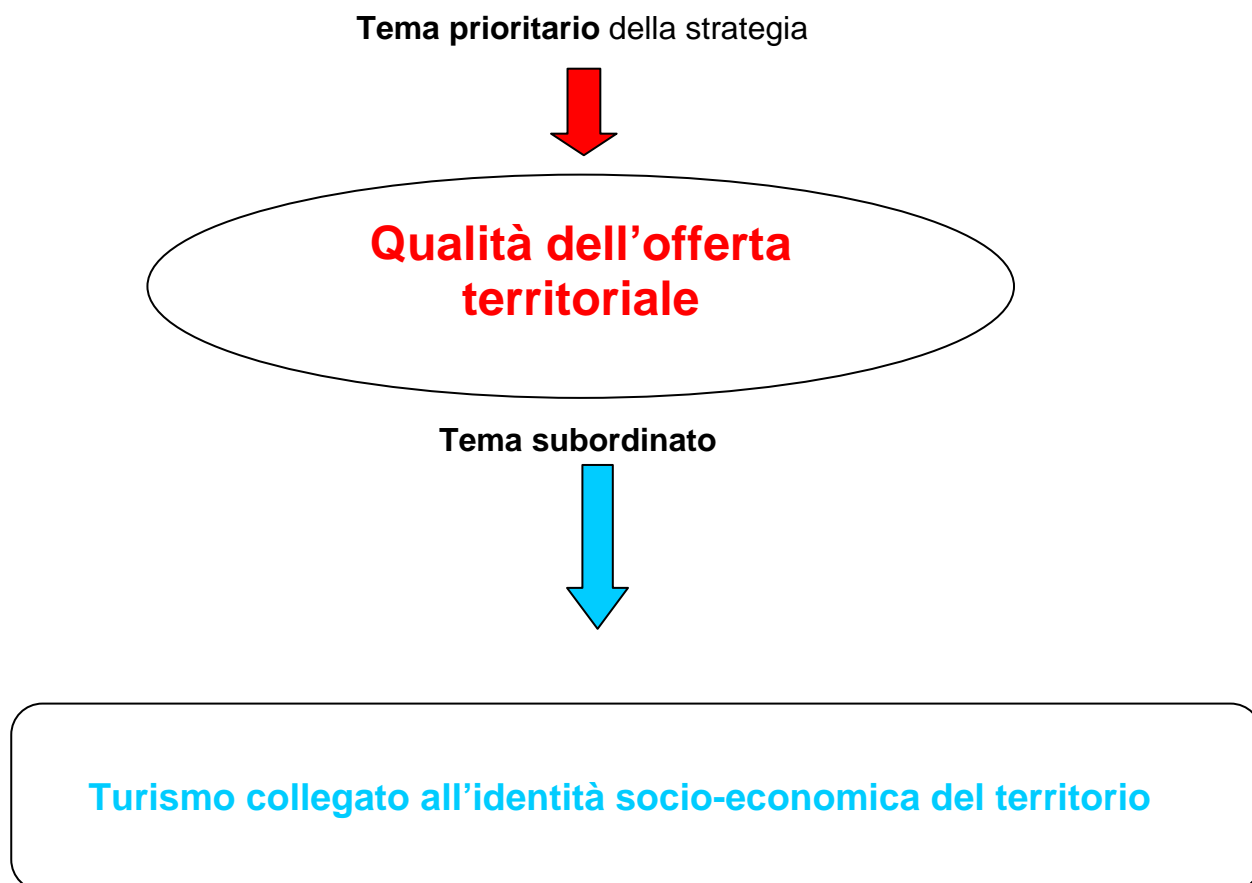 Tema prioritario della strategia
Qualità dell’offerta
territoriale
Tema subordinato
Turismo collegato all’identità socio-economica del territorio